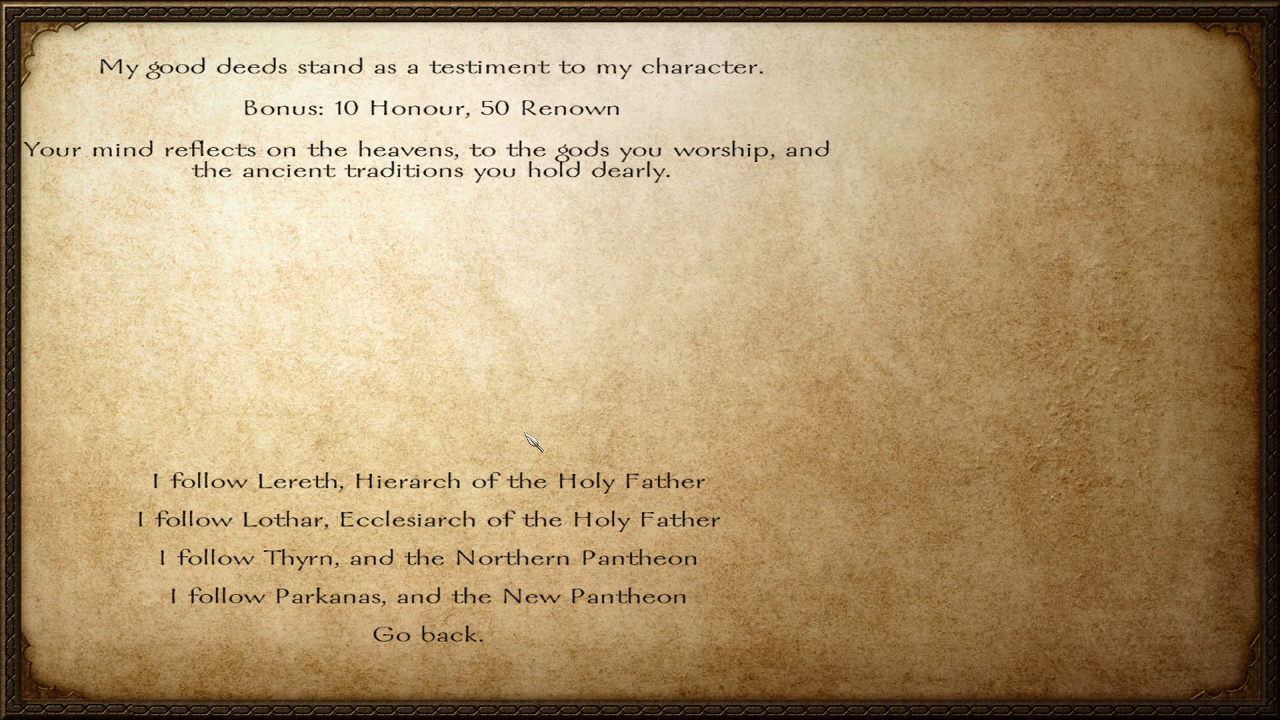 My good deeds stand as a testiment to my character.
Bonus: 10 Honour, 50 Renown
Your mind reflects on the heavens, to the gods you worship, and
the ancient traditions you hold dearly.
I follow Lereth, Hierarch of the Holy Father
I follow Lothar, Ecclesiarch of the Holy Father
I follow Thyrn, and the Northern Pantheon
I follow Parkanas, and the New Pantheon
Go back.